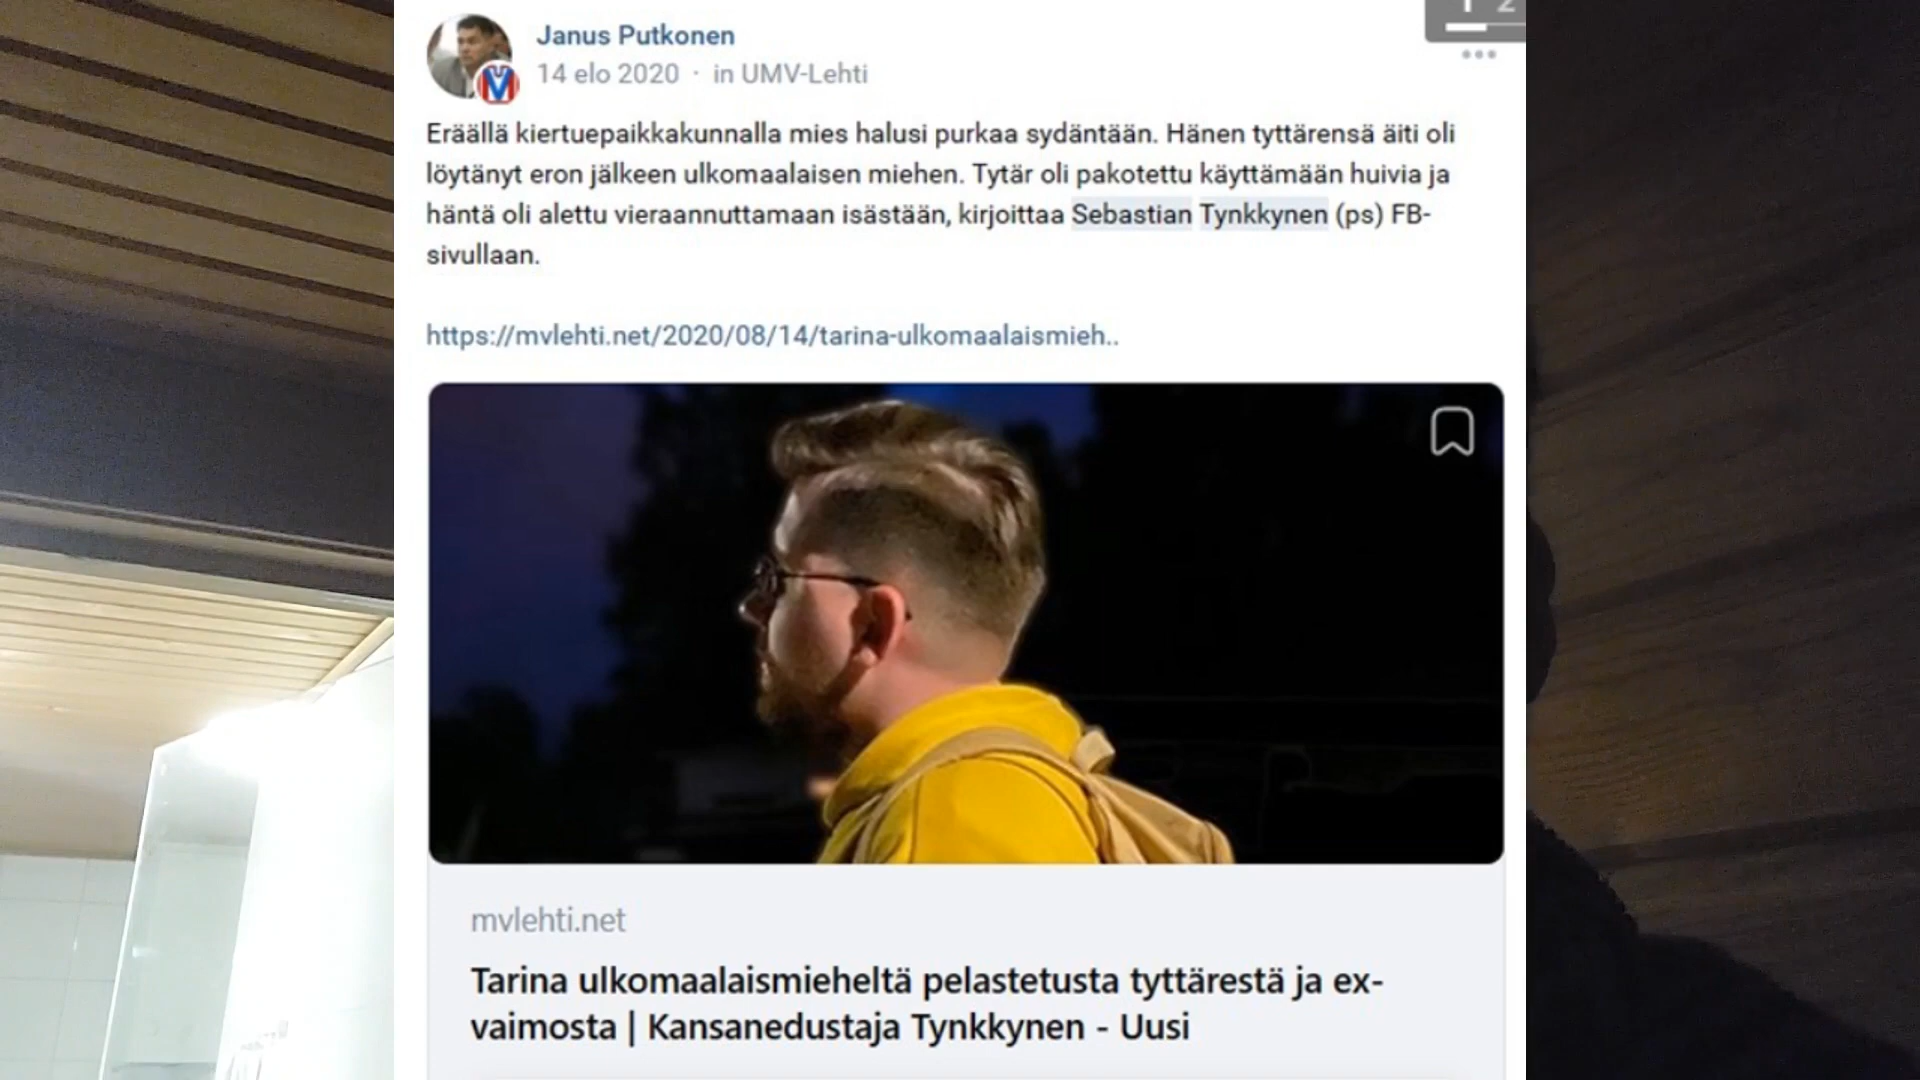 1 2
Janus Putkonen
14 elo 2020 · in UMV-Lehti
Eräällä kiertuepaikkakunnalla mies halusi purkaa sydäntään. Hänen tyttärensä äiti oli
löytänyt eron jälkeen ulkomaalaisen miehen. Tytär oli pakotettu käyttämään huivia ja
häntä oli alettu vieraannuttamaan isästään, kirjoittaa Sebastian Tynkkynen (ps) FB-
sivullaan.
https://mvlehti.net/2020/08/14/tarina-ulkomaalaismieh..
mvlehti.net
Tarina ulkomaalaismieheltä pelastetusta tyttärestä ja ex-
vaimosta | Kansanedustaja Tynkkynen - Uusi